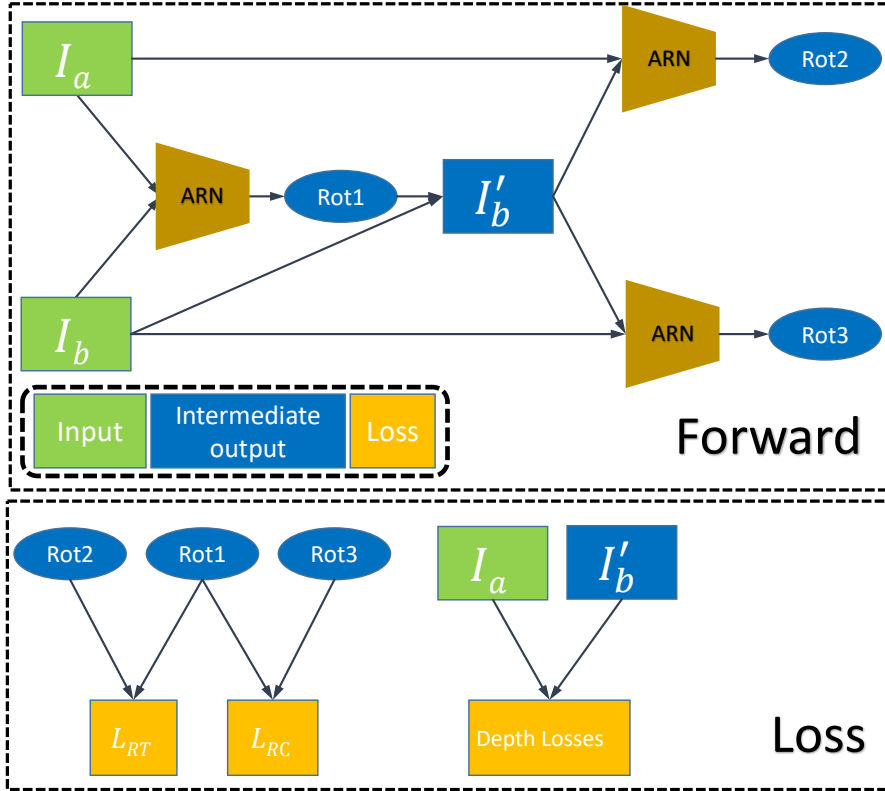 I_a
ARN
Rot2
ARN
Rot1
I'_b
I_b
ARN
Rot3
Input
Intermediate
output
Loss
Forward
Rot2
Rot1
Rot3
I_a
I'_b
L_RT
L_RC
Depth Losses
Loss